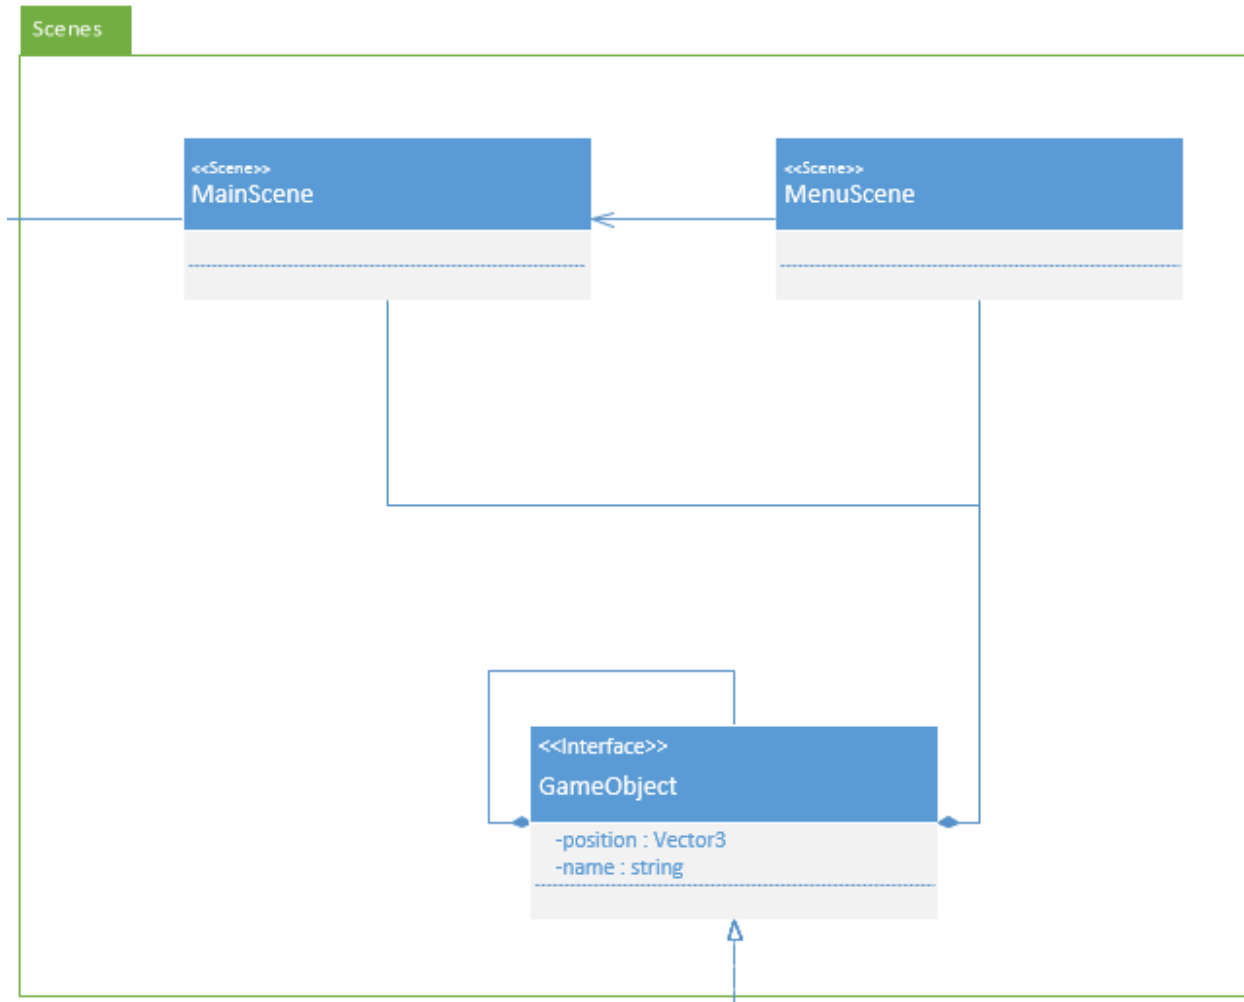 Scenes
<<Scene>>
MainScene
<<Scene>>
MenuScene
<<Interface>>
GameObject
-position : Vector3
-name : string